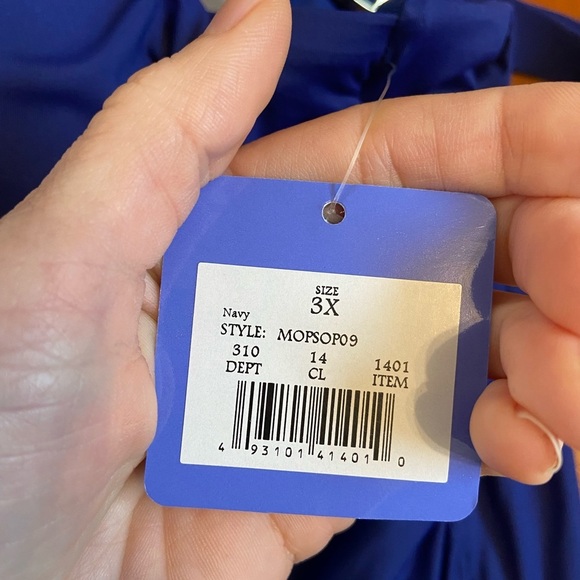 SIZE
3X
Navy
STYLE: MOPSOP09
310 14 1401
DEPT CL ITEM
4 93101 41401 0